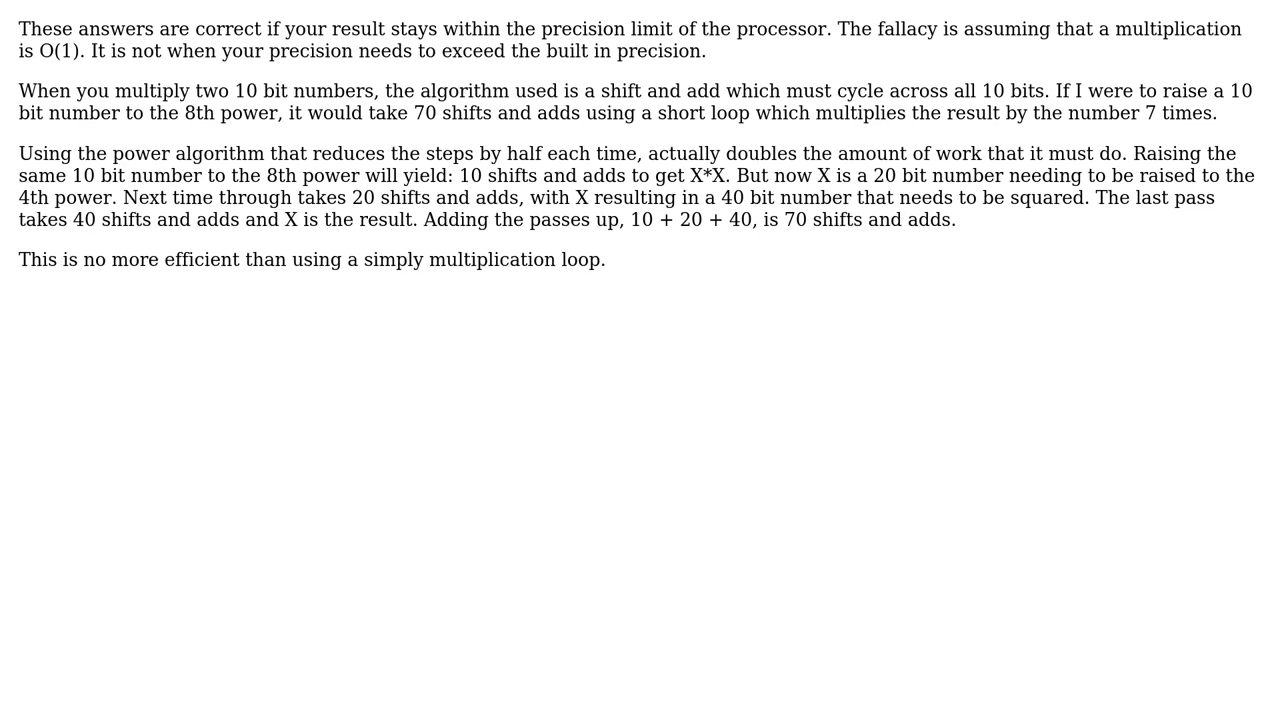 These answers are correct if your result stays within the precision limit of the processor. The fallacy is assuming that a multiplication
is O(1). It is not when your precision needs to exceed the built in precision.
When you multiply two 10 bit numbers, the algorithm used is a shift and add which must cycle across all 10 bits. If I were to raise a 10
bit number to the 8th power, it would take 70 shifts and adds using a short loop which multiplies the result by the number 7 times.
Using the power algorithm that reduces the steps by half each time, actually doubles the amount of work that it must do. Raising the
same 10 bit number to the 8th power will yield: 10 shifts and adds to get X*X. But now X is a 20 bit number needing to be raised to the
4th power. Next time through takes 20 shifts and adds, with X resulting in a 40 bit number that needs to be squared. The last pass
takes 40 shifts and adds and X is the result. Adding the passes up, 10 + 20 + 40, is 70 shifts and adds.
This is no more efficient than using a simply multiplication loop.